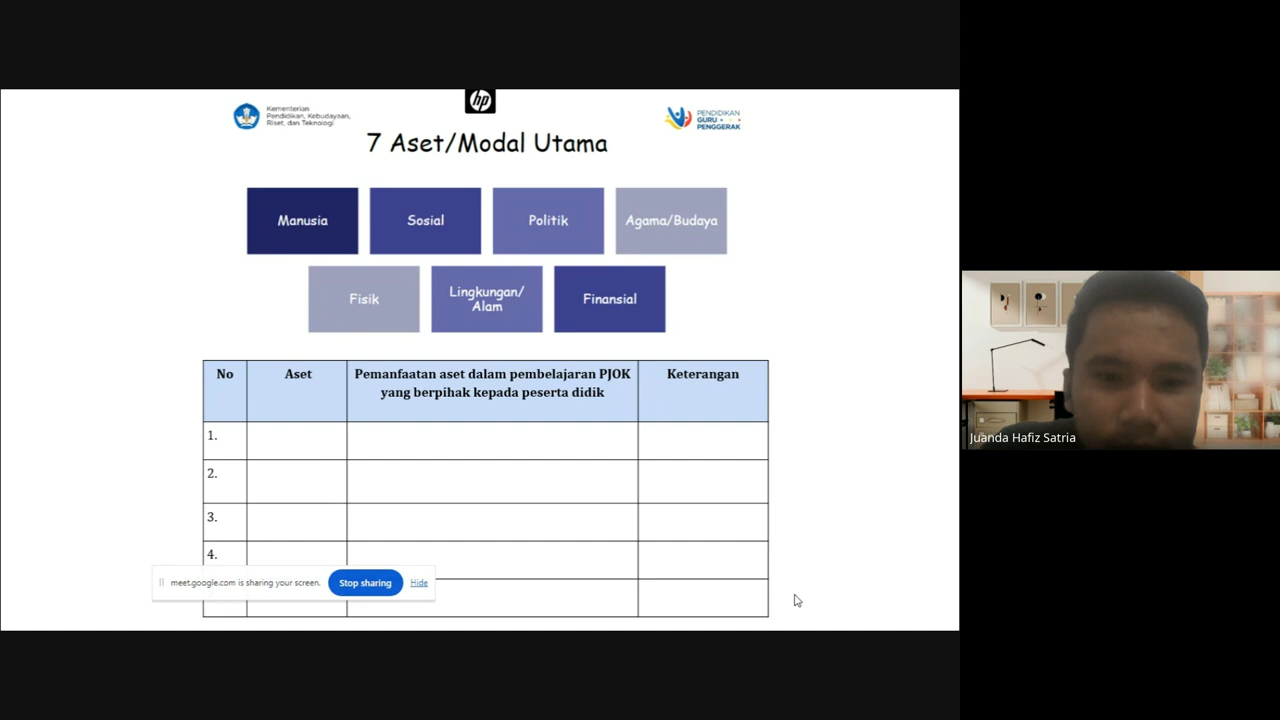 Kementerian
Pendidikan, Kebudayaan,
Riset, dan Teknologi
hp
PENDIDIKAN
GURU
PENGGERAK
7 Aset/Modal Utama
Manusia
Sosial
Politik
Agama/Budaya
Fisik
Lingkungan/
Alam
Finansial
No
Aset
Pemanfaatan aset dalam pembelajaran PJOK
yang berpihak kepada peserta didik
Keterangan
1.
2.
3.
4.
meet.google.com is sharing your screen.
Stop sharing
Hide
Juanda Hafiz Satria